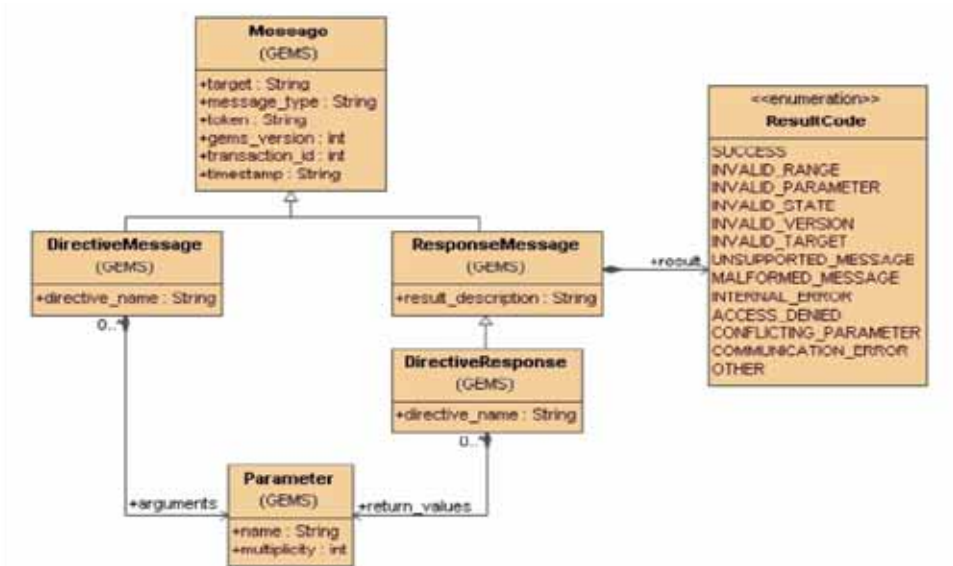 Message
(GEMS)
+target : String
+message_type : String
+token : String
+gems_version : int
+transaction_id : int
+timestamp : String
<<enumeration>>
ResultCode
SUCCESS
INVALID_RANGE
INVALID_PARAMETER
INVALID_STATE
INVALID_VERSION
INVALID_TARGET
UNSUPPORTED_MESSAGE
MALFORMED_MESSAGE
INTERNAL_ERROR
ACCESS_DENIED
CONFLICTING_PARAMETER
COMMUNICATION_ERROR
OTHER
DirectiveMessage
(GEMS)
+directive_name : String
0..*
ResponseMessage
(GEMS)
+result_description : String
+result
DirectiveResponse
(GEMS)
+directive_name : String
0..*
Parameter
(GEMS)
+name : String
+multiplicity : int
+arguments
+return_values